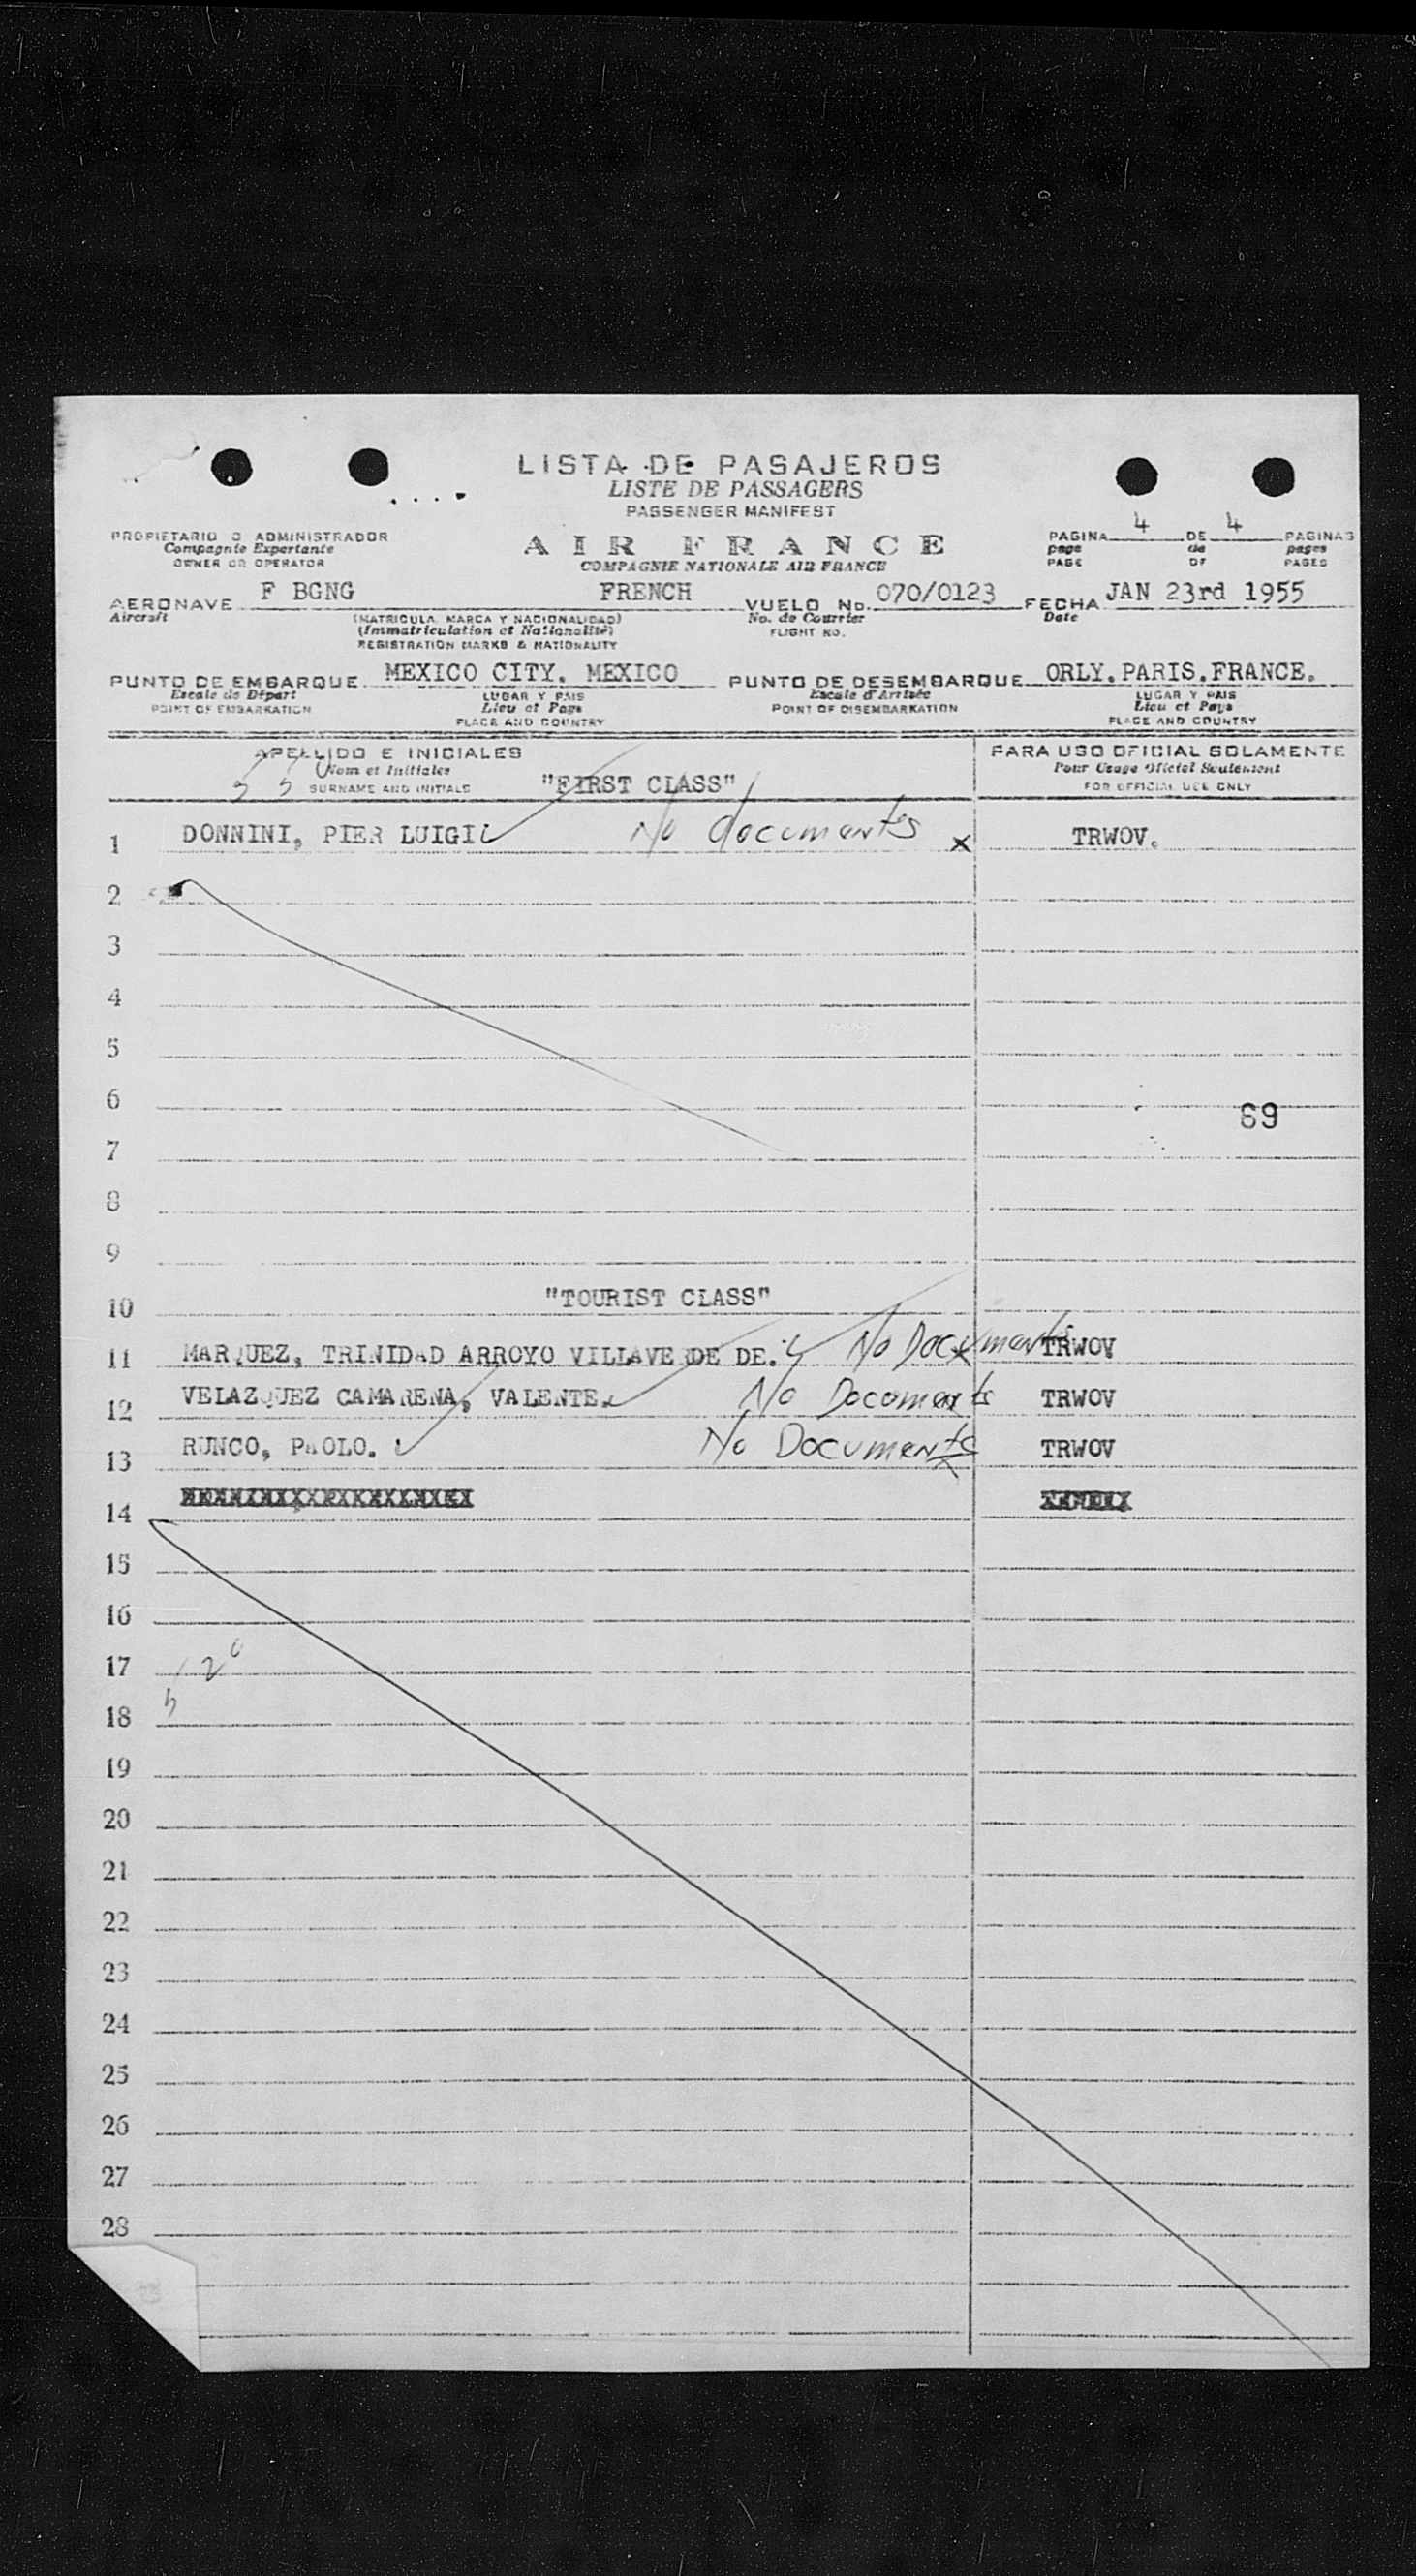 LISTA DE PASAJEROS
LISTE DE PASSAGERS
PASSENGER MANIFEST
PROPIETARIO O ADMINISTRADOR
Compagnie Exportante
OWNER OR OPERATOR
AIR FRANCE
COMPAGNIE NATIONALE AIR FRANCE
PAGINA 4 DE 4 PAGINAS
page de pages
PAGE OF PAGES
AERONAVE F BGNG FRENCH VUELO No. 070/0123 FECHA JAN 23rd 1955
Aircraft (MATRICULA, MARCA Y NACIONALIDAD) No. de Courrier Date
(Immatriculation et Nationalité) FLIGHT NO.
REGISTRATION MARKS & NATIONALITY
PUNTO DE EMBARQUE MEXICO CITY. MEXICO PUNTO DE DESEMBARQUE ORLY.PARIS.FRANCE.
Escale de Départ LUGAR Y PAIS Escale d'Arrivée LUGAR Y PAIS
POINT OF EMBARKATION Lieu et Pays POINT OF DISEMBARKATION Lieu et Pays
PLACE AND COUNTRY PLACE AND COUNTRY
APELLIDO E INICIALES PARA USO OFICIAL SOLAMENTE
Nom et Initiales Pour Usage Officiel Seulement
SURNAME AND INITIALS "FIRST CLASS" FOR OFFICIAL USE ONLY
1 DONNINI, PIER LUIGI No documentes x TRWOV.
2
3
4
5
6 69
7
8
9
10 "TOURIST CLASS"
11 MARQUEZ, TRINIDAD ARROYO VILLAVERDE DE. No Documents TRWOV
12 VELAZQUEZ CAMARENA, VALENTE. No Documents TRWOV
13 RUNCO, PAOLO. No Documents TRWOV
14
15
16
17
18
19
20
21
22
23
24
25
26
27
28